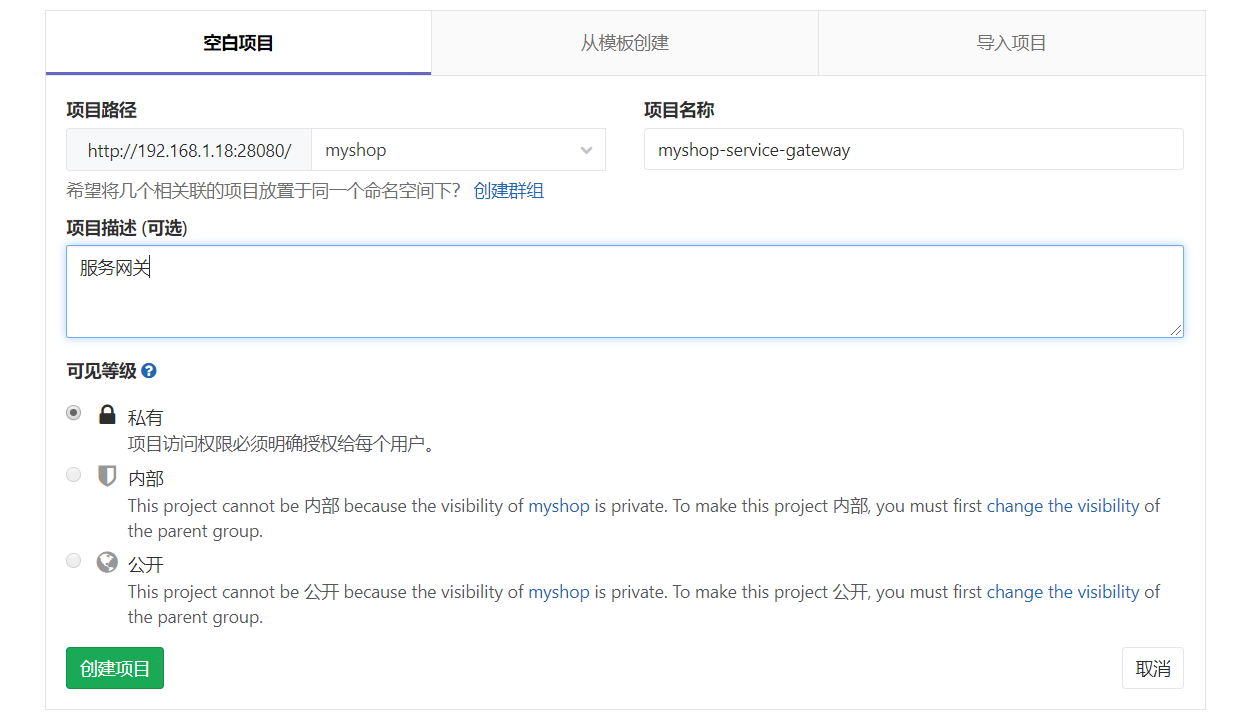 空白项目
从模板创建
导入项目
项目路径
项目名称
http://192.168.1.18:28080/
myshop
myshop-service-gateway
希望将几个相关联的项目放置于同一个命名空间下？ 创建群组
项目描述 (可选)
服务网关
可见等级
私有
项目访问权限必须明确授权给每个用户。
内部
This project cannot be 内部 because the visibility of myshop is private. To make this project 内部, you must first change the visibility of
the parent group.
公开
This project cannot be 公开 because the visibility of myshop is private. To make this project 公开, you must first change the visibility of
the parent group.
创建项目
取消